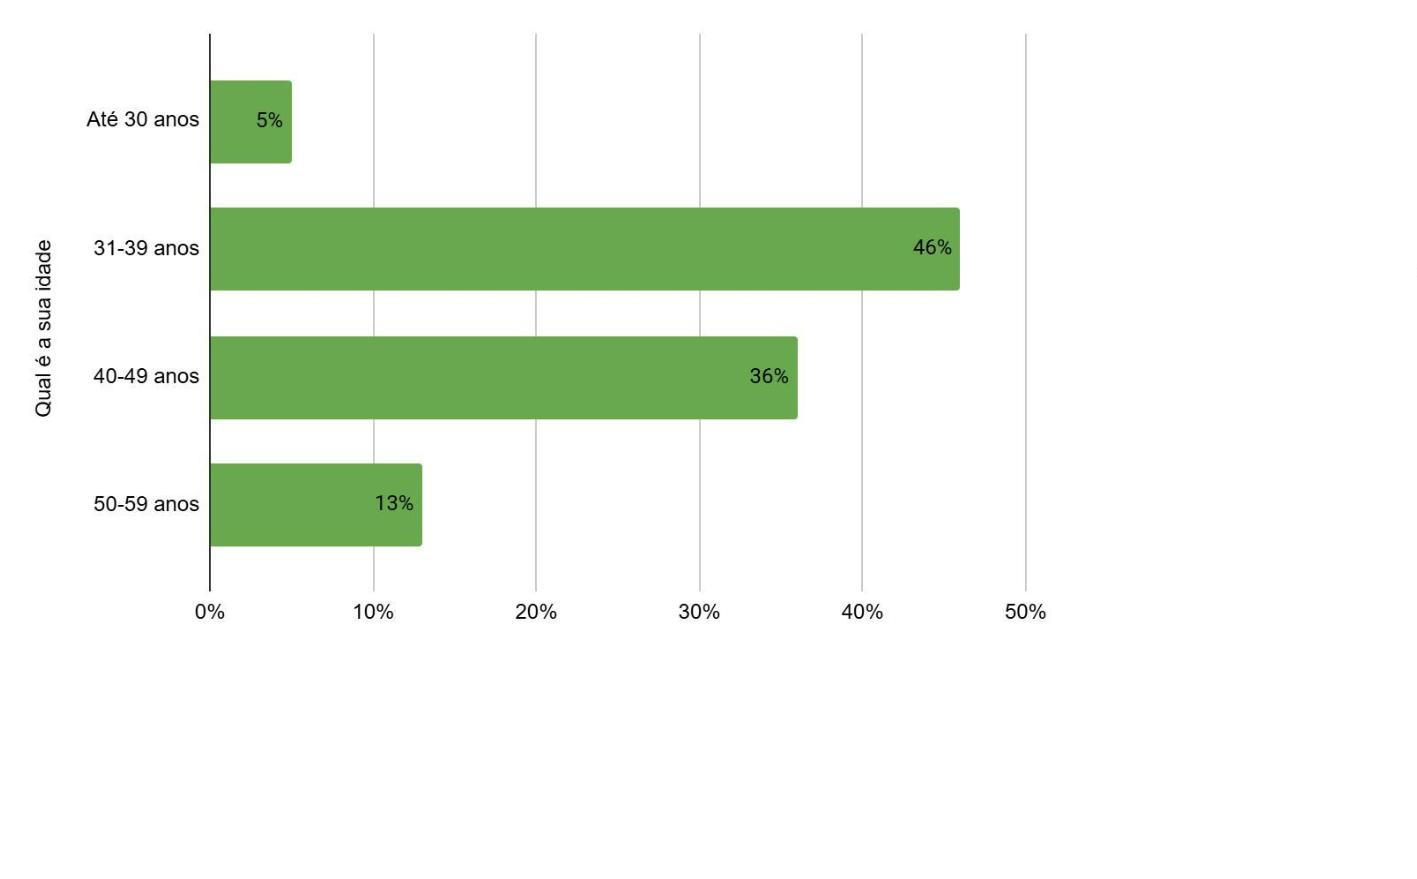 Qual é a sua idade
Até 30 anos
5%
31-39 anos
46%
40-49 anos
36%
50-59 anos
13%
0%
10%
20%
30%
40%
50%